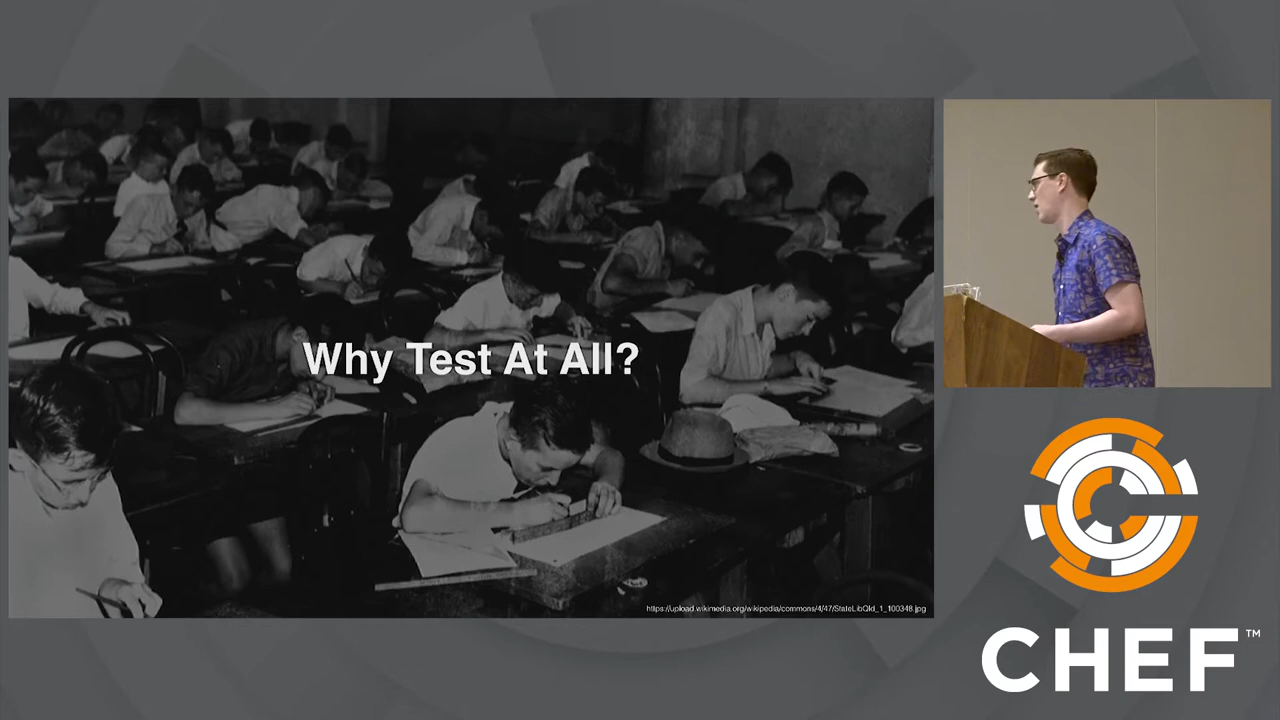 Why Test At All?
https://upload.wikimedia.org/wikipedia/commons/4/47/StateLibQld_1_100348.jpg
CHEF™